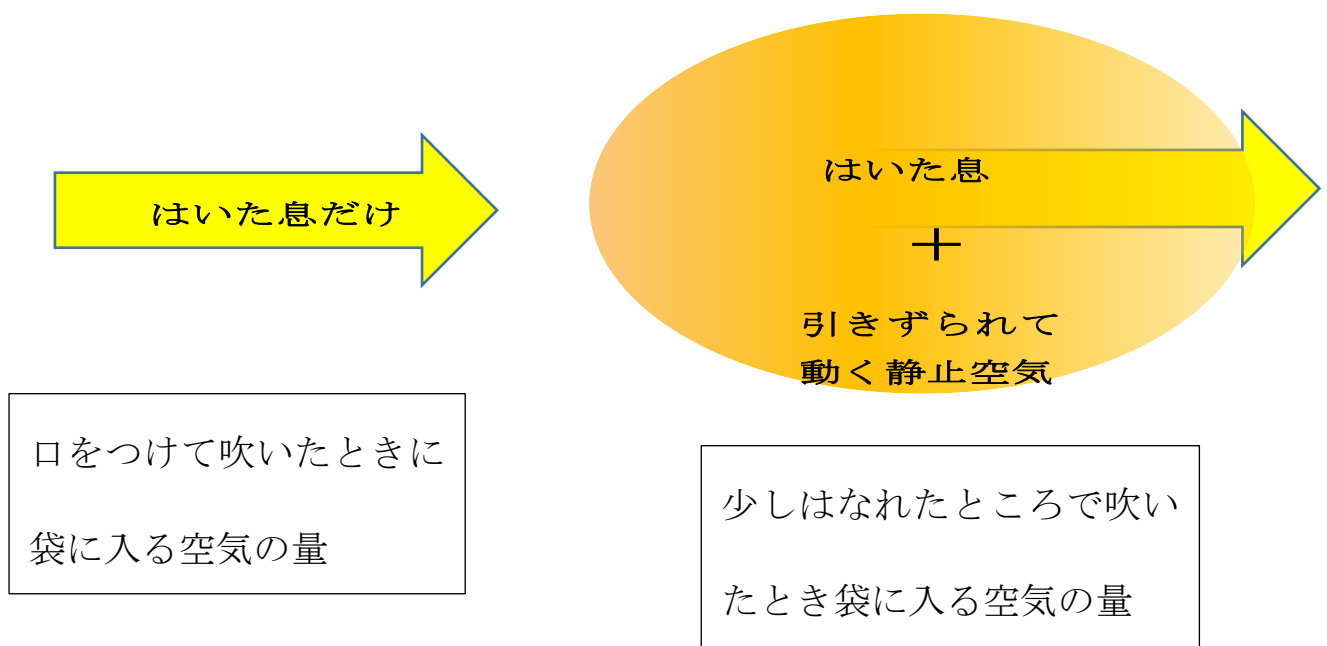 はいた息だけ
はいた息
＋
引きずられて
動く静止空気
口をつけて吹いたときに
袋に入る空気の量
少しはなれたところで吹い
たとき袋に入る空気の量